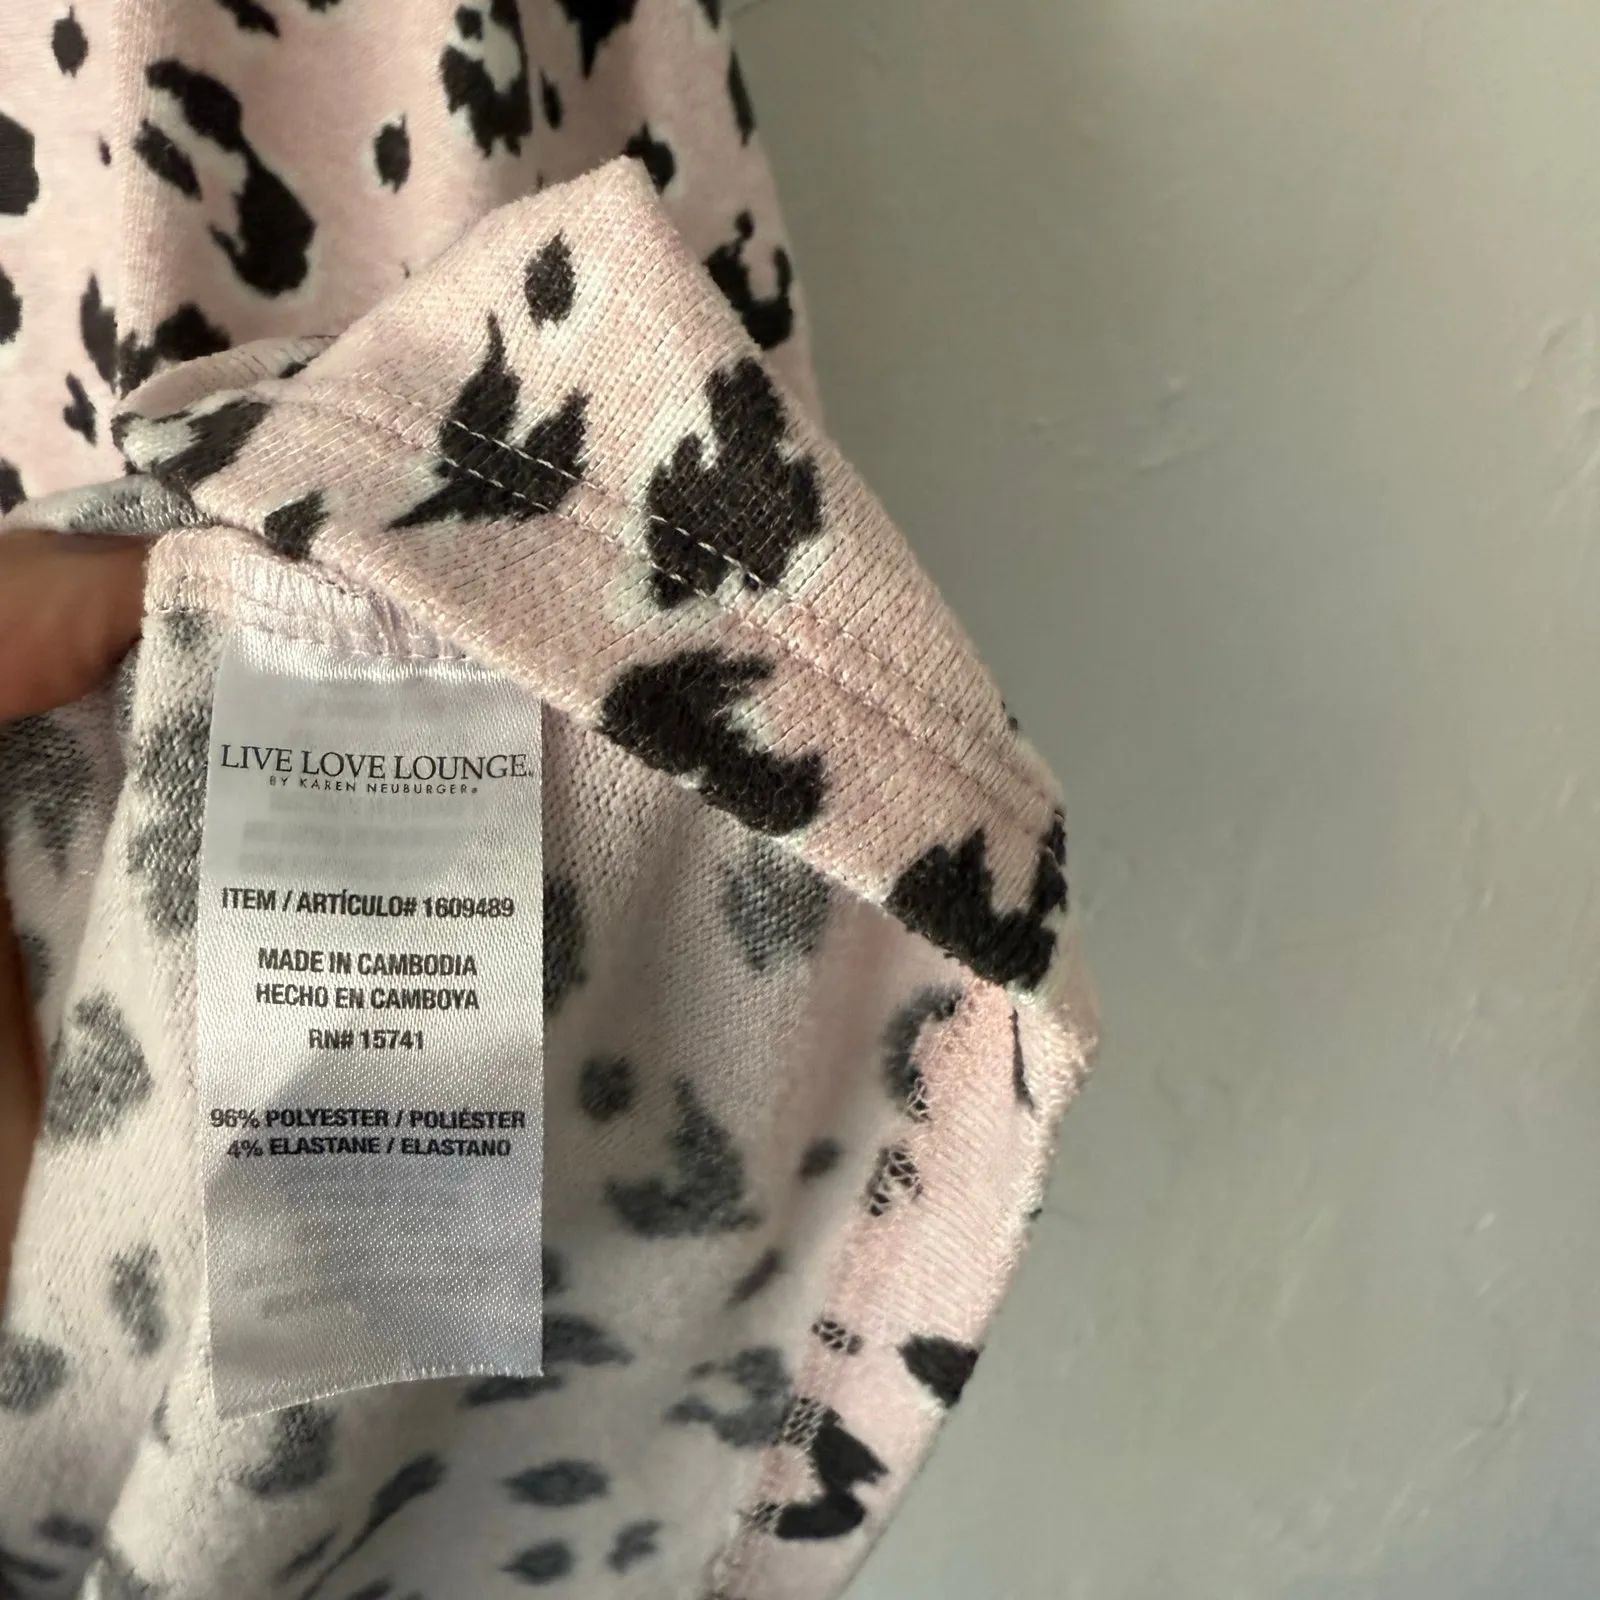 LIVE LOVE LOUNGE
BY KAREN NEUBURGER®
ITEM / ARTÍCULO# 1609489
MADE IN CAMBODIA
HECHO EN CAMBOYA
RN# 15741
96% POLYESTER / POLIÉSTER
4% ELASTANE / ELASTANO